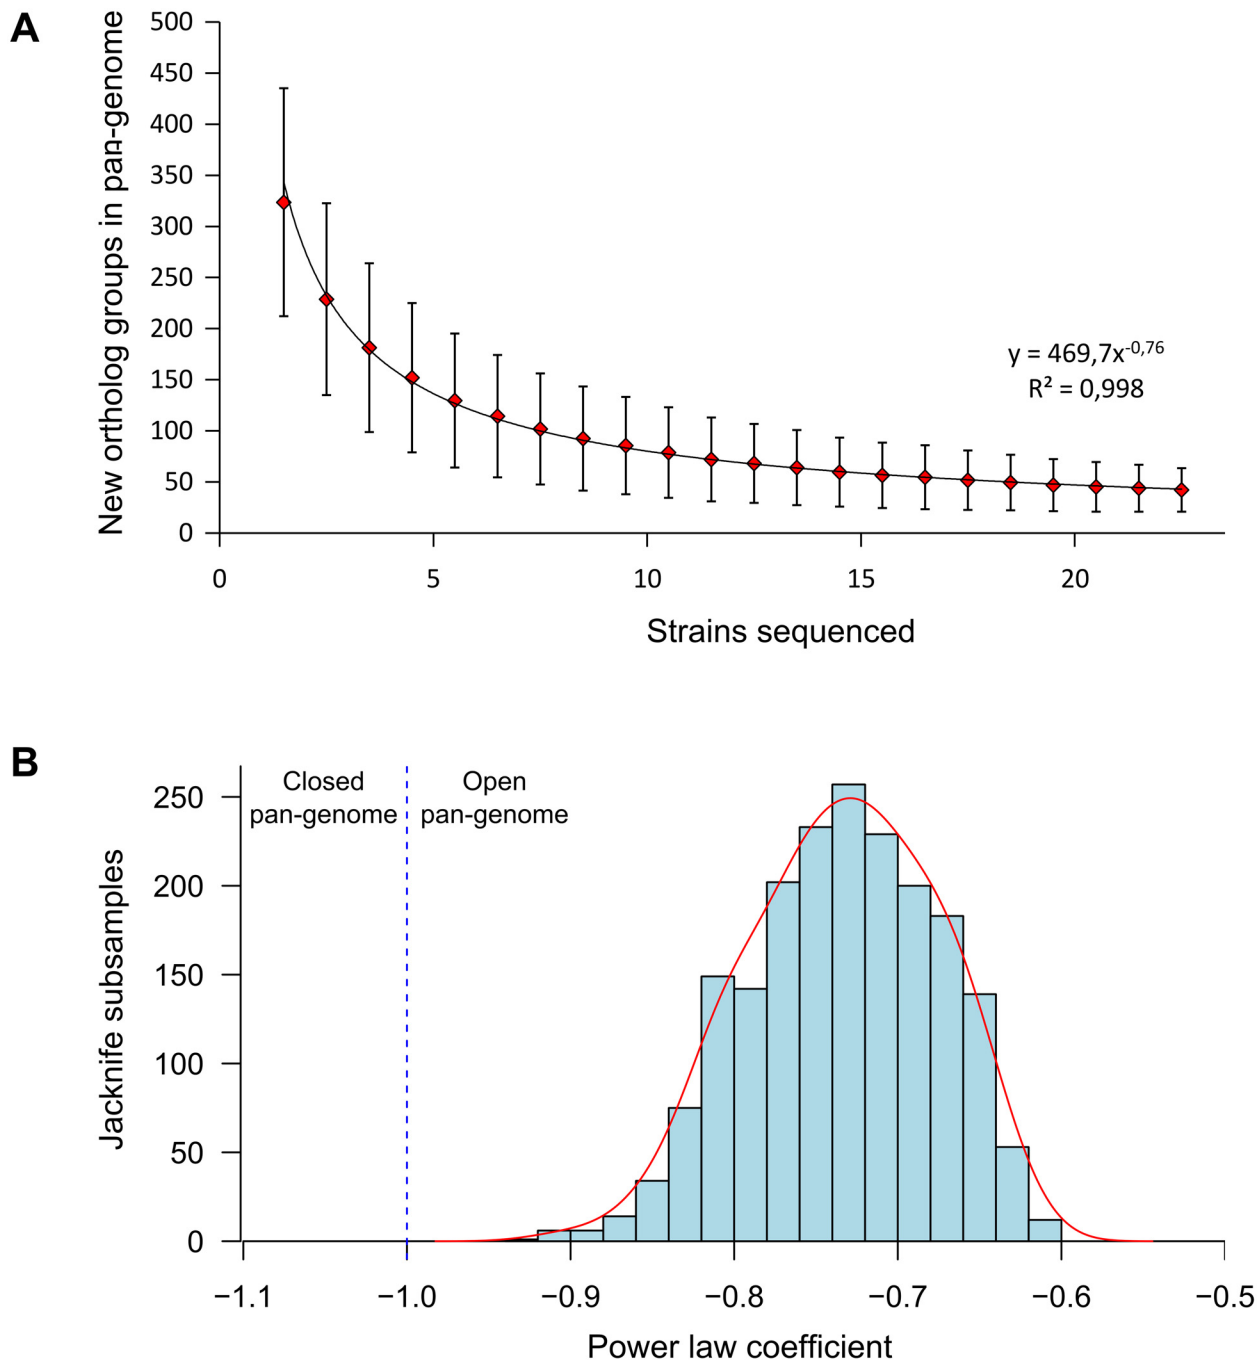 A
New ortholog groups in pan-genome
500
450
400
350
300
250
200
150
100
50
0
y = 469,7x^-0,76
R² = 0,998
0 5 10 15 20
Strains sequenced
B
Closed
pan-genome
Open
pan-genome
Jacknife subsamples
250
200
150
100
50
0
−1.1 −1.0 −0.9 −0.8 −0.7 −0.6 −0.5
Power law coefficient